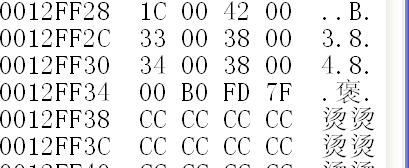 0012FF28 1C 00 42 00 ..B.
0012FF2C 33 00 38 00 3.8.
0012FF30 34 00 38 00 4.8.
0012FF34 00 B0 FD 7F .褒.
0012FF38 CC CC CC CC 烫烫
0012FF3C CC CC CC CC 烫烫